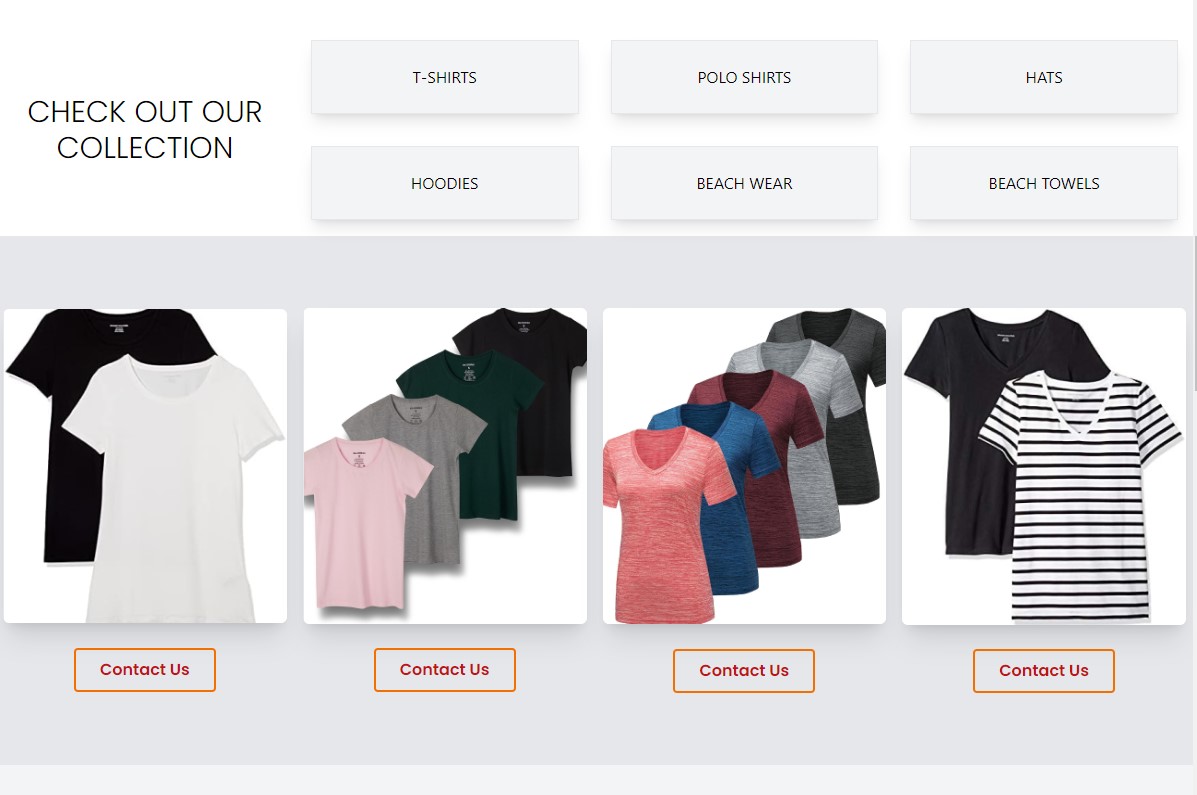 CHECK OUT OUR
COLLECTION
T-SHIRTS
POLO SHIRTS
HATS
HOODIES
BEACH WEAR
BEACH TOWELS
Contact Us
Contact Us
Contact Us
Contact Us